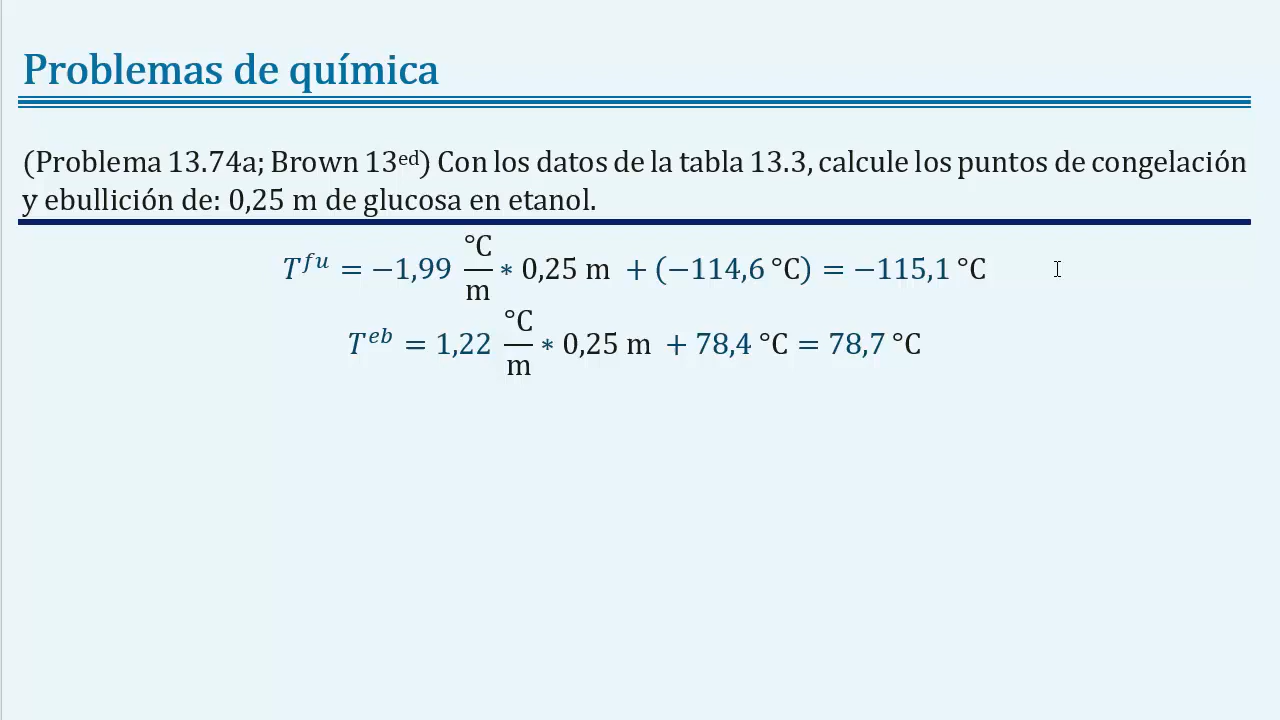 Problemas de química
(Problema 13.74a; Brown 13ᵉᵈ) Con los datos de la tabla 13.3, calcule los puntos de congelación
y ebullición de: 0,25 m de glucosa en etanol.
T^{fu} = −1,99 °C/m ∗ 0,25 m + (−114,6 °C) = −115,1 °C
T^{eb} = 1,22 °C/m ∗ 0,25 m + 78,4 °C = 78,7 °C